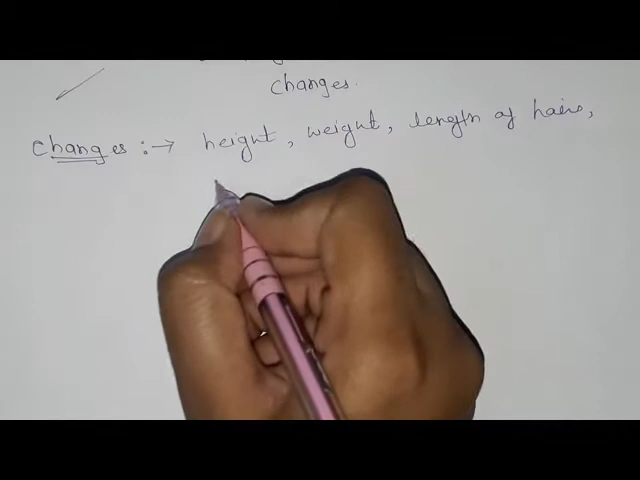 changes.
Changes :→ height, weight, length of hairs,